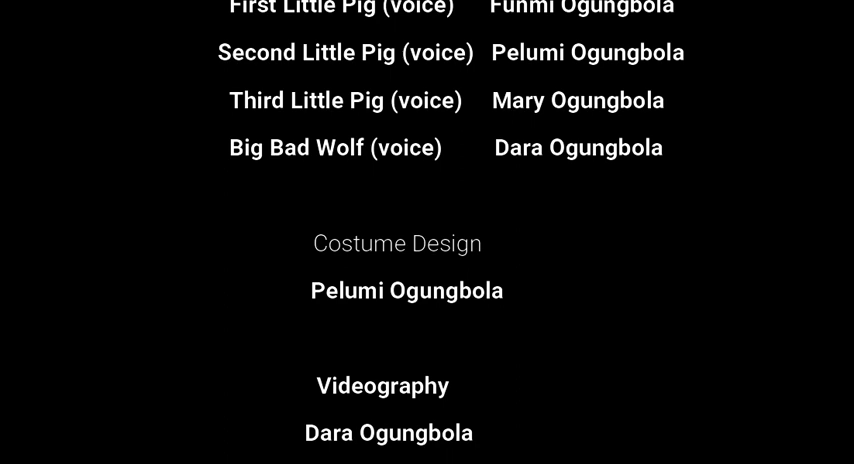 First Little Pig (voice) Funmi Ogungbola
Second Little Pig (voice) Pelumi Ogungbola
Third Little Pig (voice) Mary Ogungbola
Big Bad Wolf (voice) Dara Ogungbola
Costume Design
Pelumi Ogungbola
Videography
Dara Ogungbola